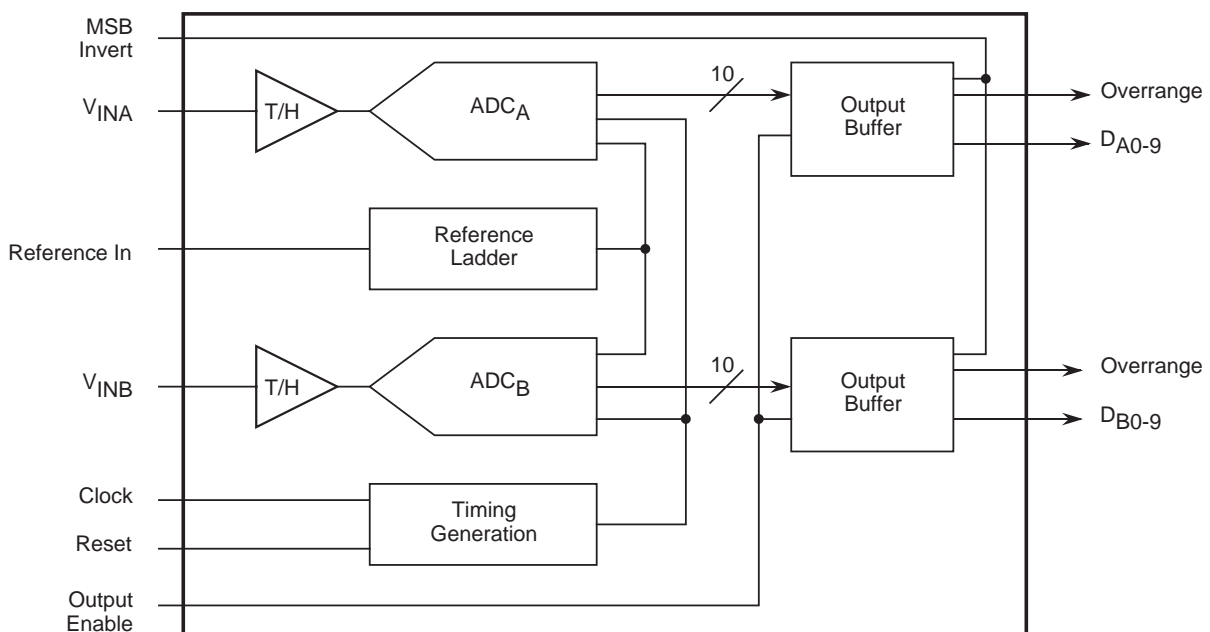 MSB
Invert
10
Overrange
V_INA
T/H
ADC_A
Output
Buffer
D_A0-9
Reference In
Reference
Ladder
10
Overrange
V_INB
T/H
ADC_B
Output
Buffer
D_B0-9
Clock
Timing
Generation
Reset
Output
Enable